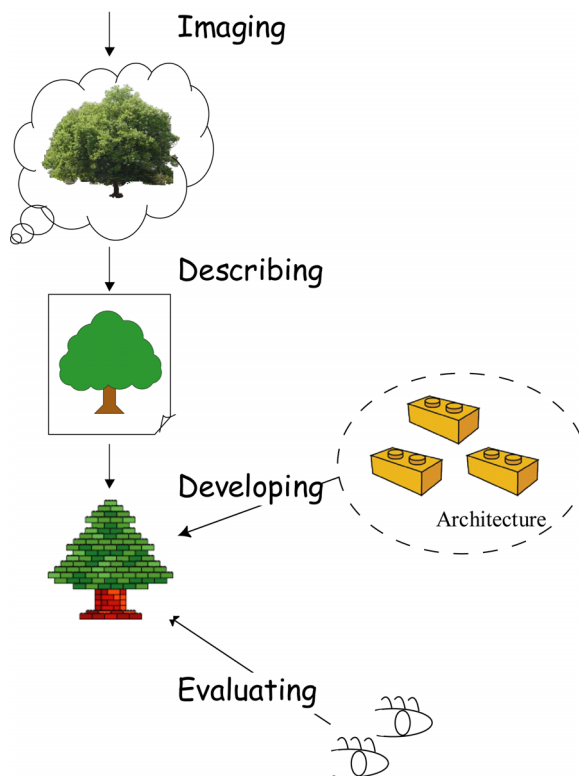 Imaging
Describing
Developing
Architecture
Evaluating